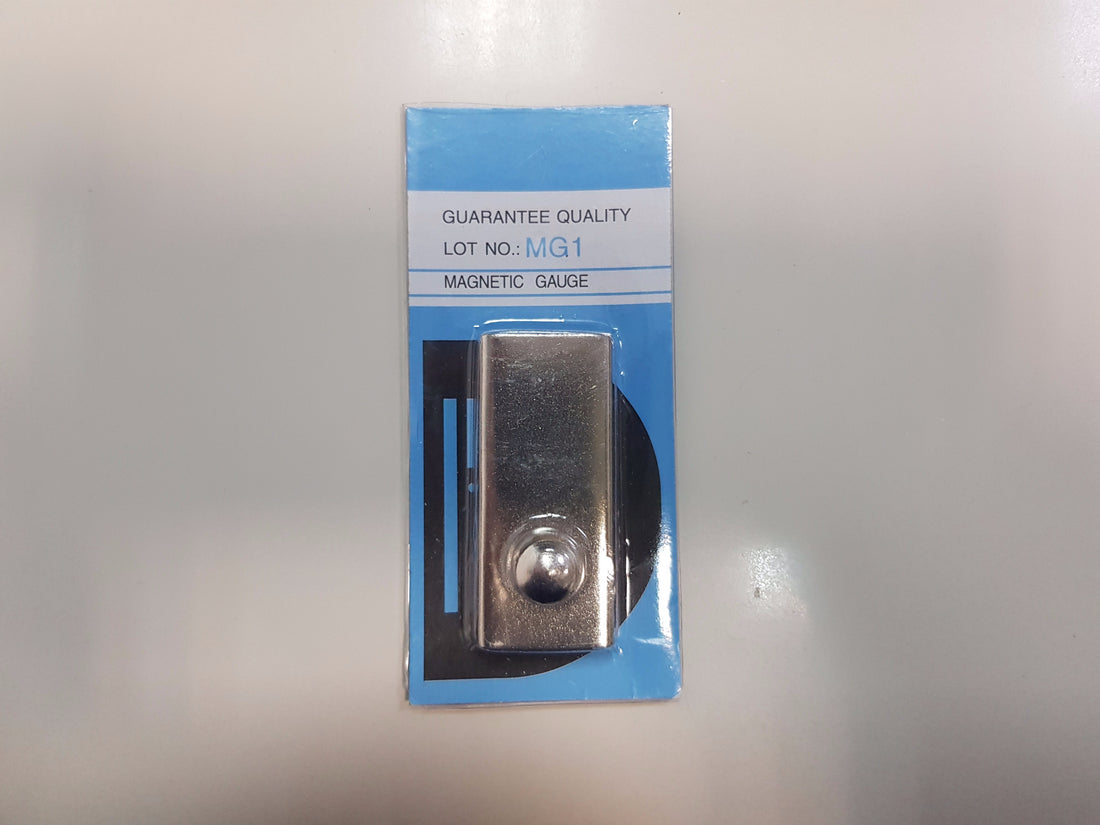 GUARANTEE QUALITY
LOT NO.: MG1
MAGNETIC GAUGE